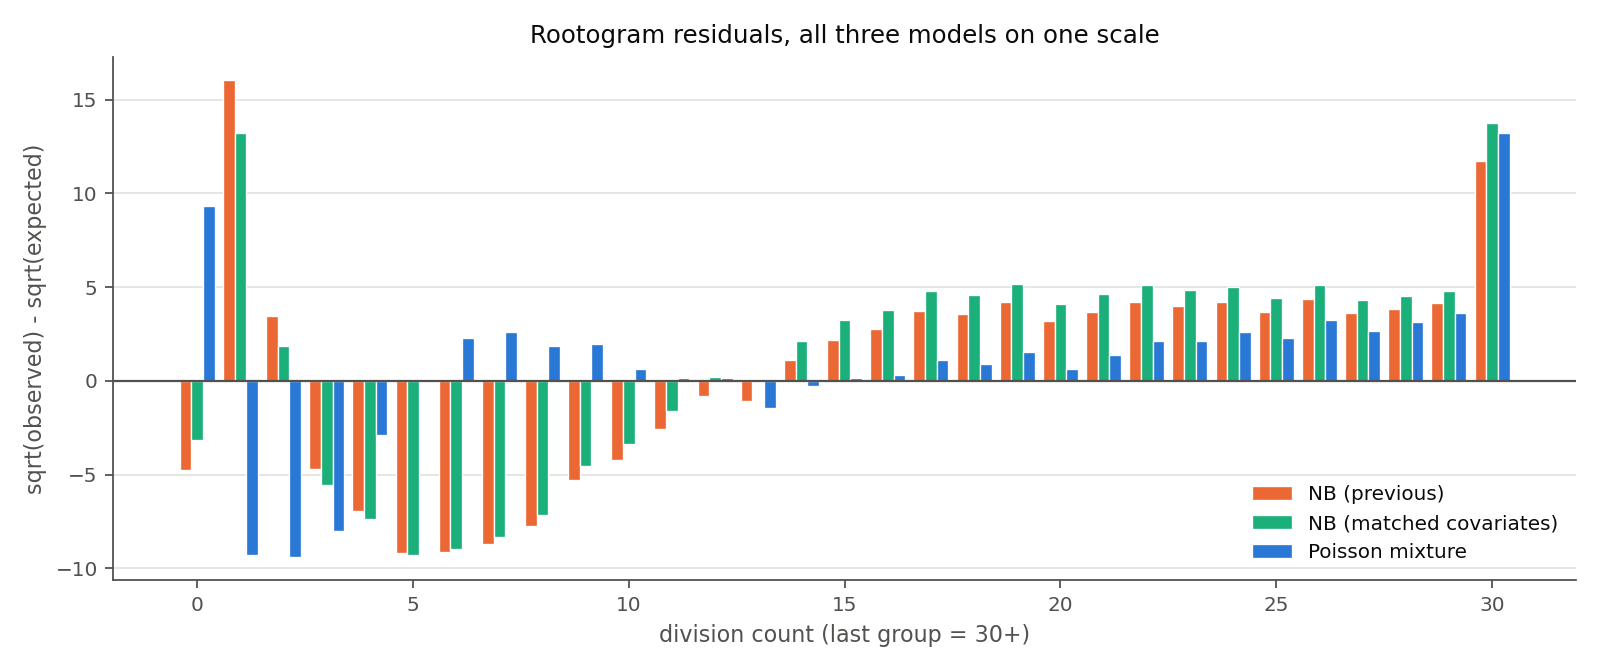 Rootogram residuals, all three models on one scale
sqrt(observed) - sqrt(expected)
15
10
5
0
−5
−10
0 5 10 15 20 25 30
division count (last group = 30+)
NB (previous)
NB (matched covariates)
Poisson mixture